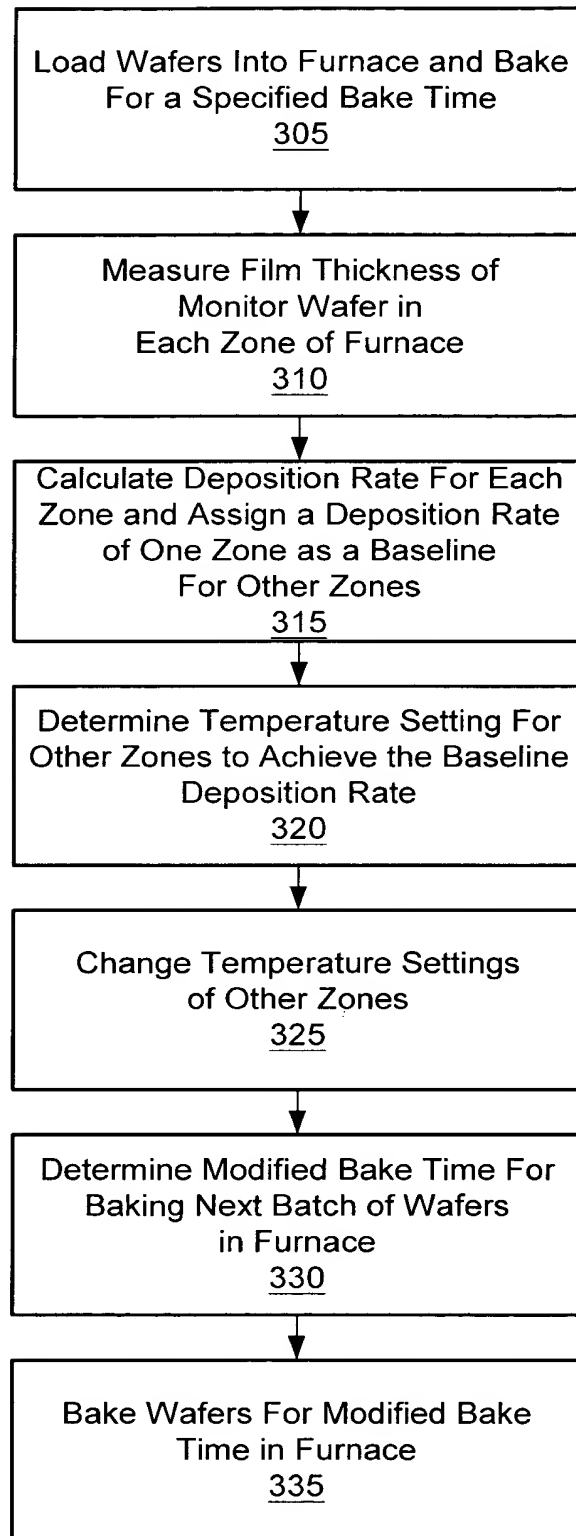 Load Wafers Into Furnace and Bake
For a Specified Bake Time
305
Measure Film Thickness of
Monitor Wafer in
Each Zone of Furnace
310
Calculate Deposition Rate For Each
Zone and Assign a Deposition Rate
of One Zone as a Baseline
For Other Zones
315
Determine Temperature Setting For
Other Zones to Achieve the Baseline
Deposition Rate
320
Change Temperature Settings
of Other Zones
325
Determine Modified Bake Time For
Baking Next Batch of Wafers
in Furnace
330
Bake Wafers For Modified Bake
Time in Furnace
335